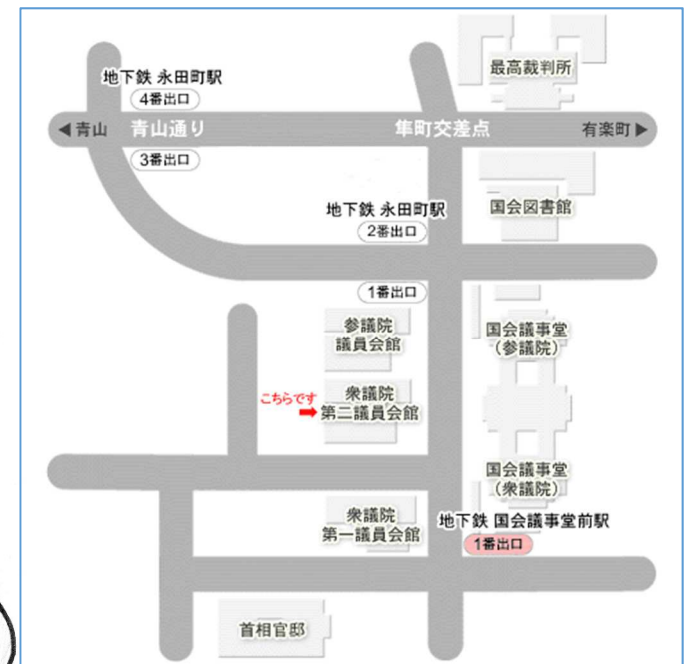 最高裁判所
地下鉄 永田町駅
4番出口
◀青山
青山通り
隼町交差点
有楽町▶
3番出口
地下鉄 永田町駅
2番出口
国会図書館
1番出口
参議院
議員会館
国会議事堂
(参議院)
こちらです
➡
衆議院
第二議員会館
国会議事堂
(衆議院)
衆議院
第一議員会館
地下鉄 国会議事堂前駅
1番出口
首相官邸